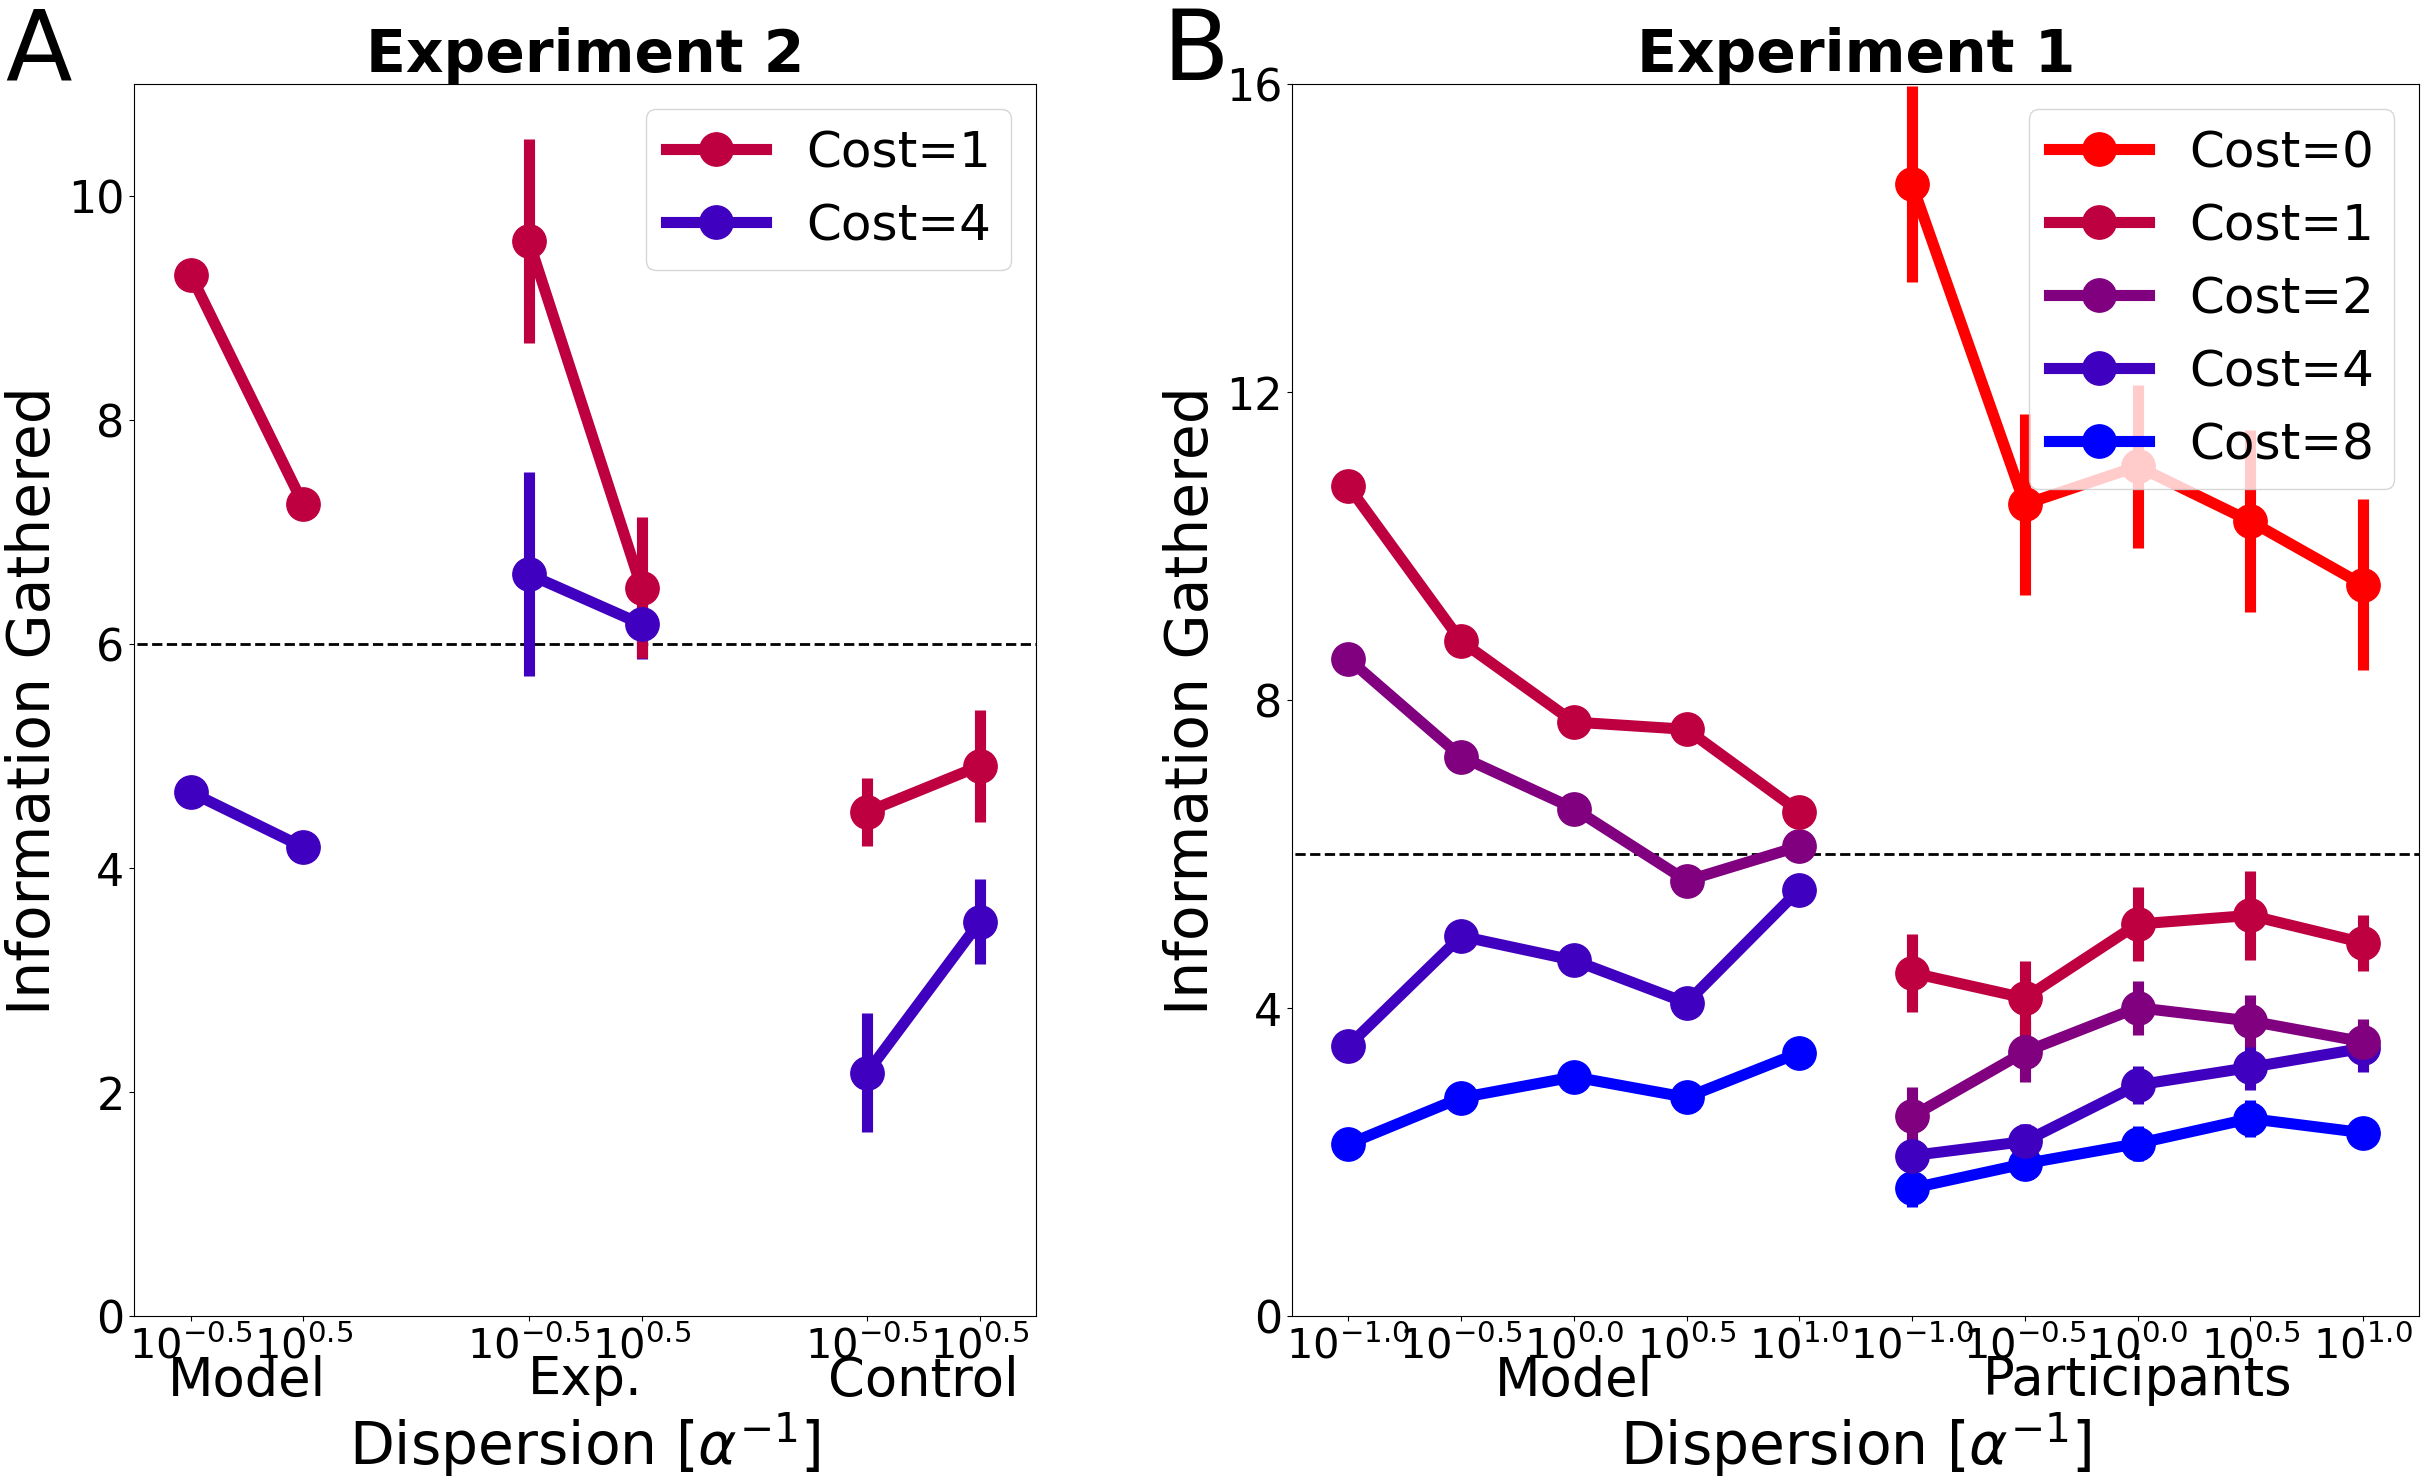 A
Experiment 2
Information Gathered
10
8
6
4
2
0
Cost=1
Cost=4
10^−0.5 10^0.5 10^−0.5 10^0.5 10^−0.5 10^0.5
Model Exp. Control
Dispersion [α^−1]
B
Experiment 1
Information Gathered
16
12
8
4
0
Cost=0
Cost=1
Cost=2
Cost=4
Cost=8
10^−1.0 10^−0.5 10^0.0 10^0.5 10^1.0 10^−1.0 10^−0.5 10^0.0 10^0.5 10^1.0
Model Participants
Dispersion [α^−1]